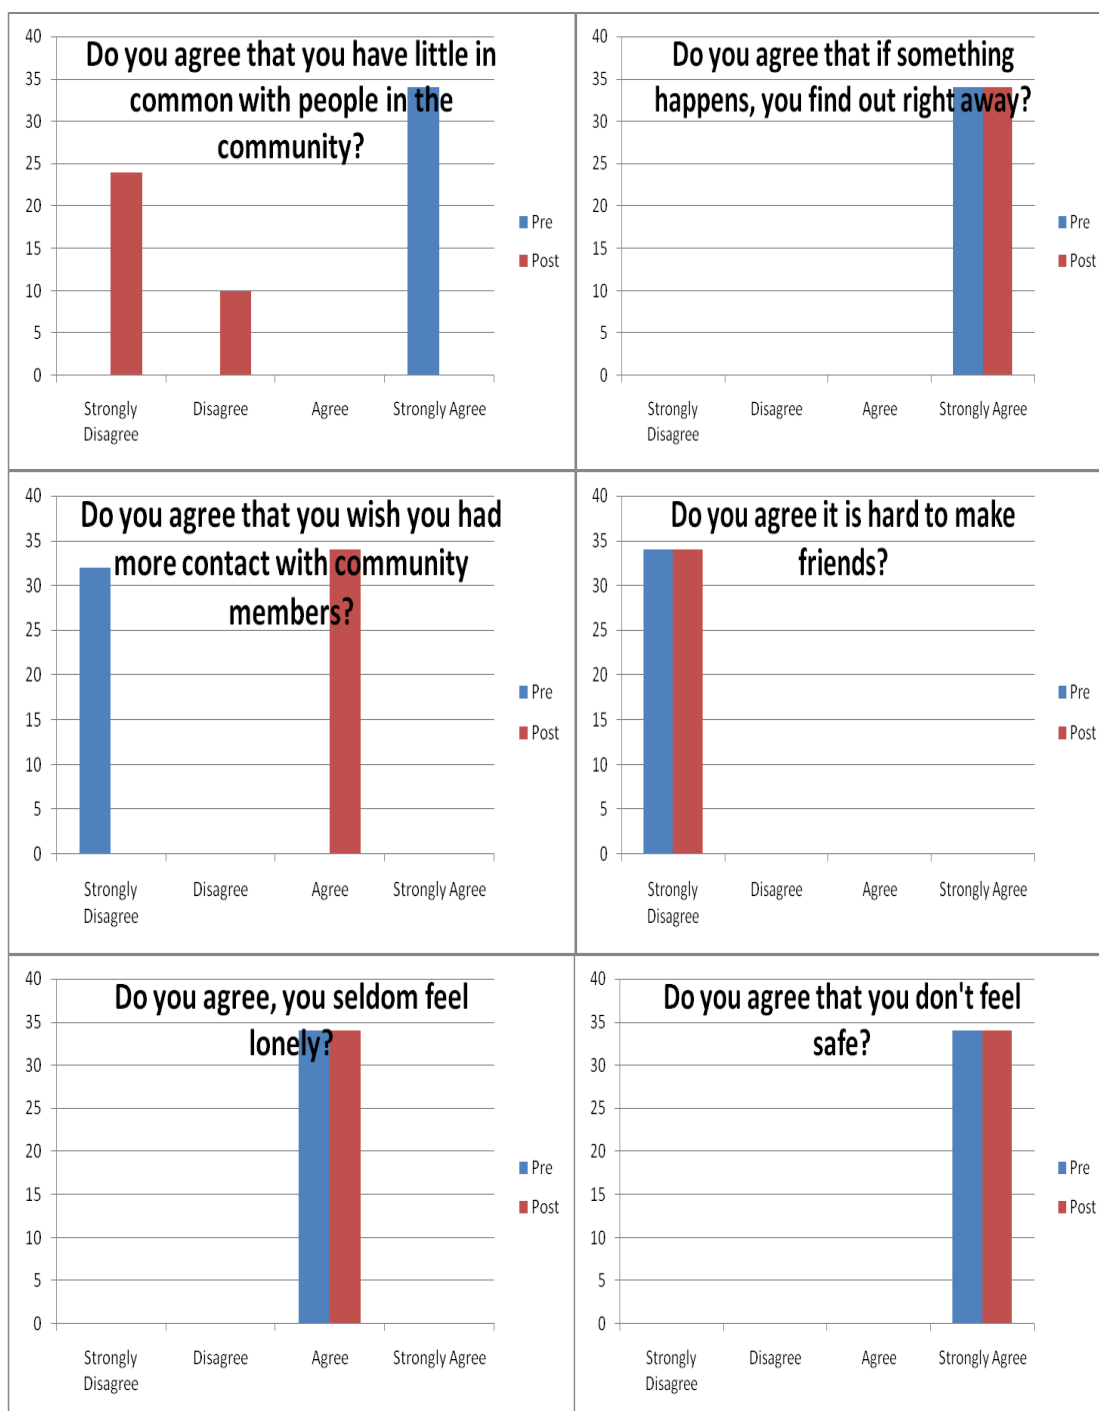 Do you agree that you have little in
common with people in the
community?
40
35
30
25
20
15
10
5
0
Strongly
Disagree
Disagree
Agree
Strongly Agree
Pre
Post
Do you agree that if something
happens, you find out right away?
40
35
30
25
20
15
10
5
0
Strongly
Disagree
Disagree
Agree
Strongly Agree
Pre
Post
Do you agree that you wish you had
more contact with community
members?
40
35
30
25
20
15
10
5
0
Strongly
Disagree
Disagree
Agree
Strongly Agree
Pre
Post
Do you agree it is hard to make
friends?
40
35
30
25
20
15
10
5
0
Strongly
Disagree
Disagree
Agree
Strongly Agree
Pre
Post
Do you agree, you seldom feel
lonely?
40
35
30
25
20
15
10
5
0
Strongly
Disagree
Disagree
Agree
Strongly Agree
Pre
Post
Do you agree that you don't feel
safe?
40
35
30
25
20
15
10
5
0
Strongly
Disagree
Disagree
Agree
Strongly Agree
Pre
Post